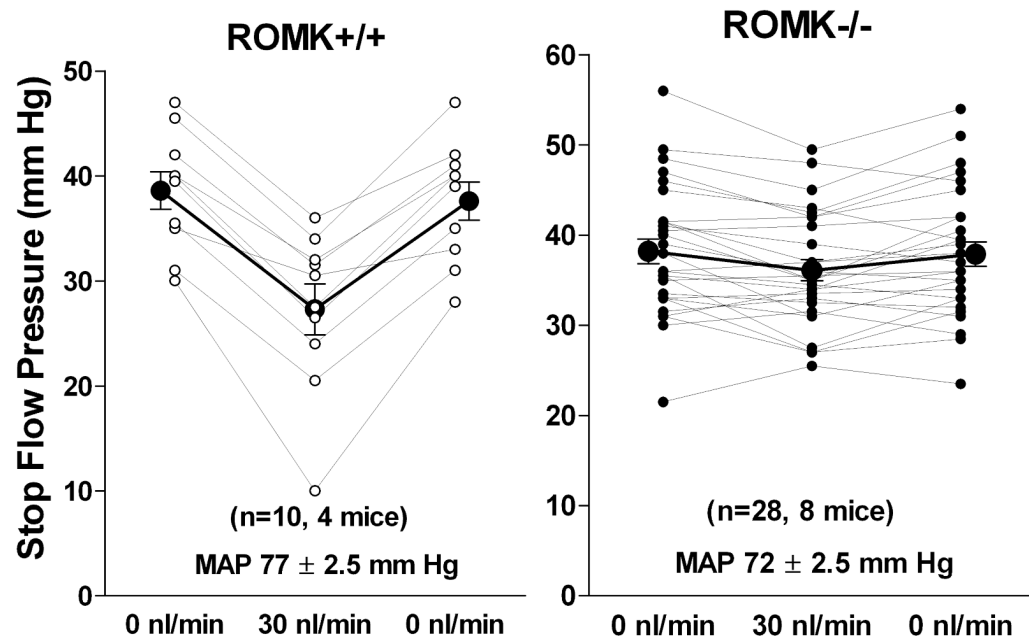 ROMK+/+
Stop Flow Pressure (mm Hg)
50
40
30
20
10
0
(n=10, 4 mice)
MAP 77 ± 2.5 mm Hg
0 nl/min 30 nl/min 0 nl/min
ROMK-/-
60
50
40
30
20
10
0
(n=28, 8 mice)
MAP 72 ± 2.5 mm Hg
0 nl/min 30 nl/min 0 nl/min